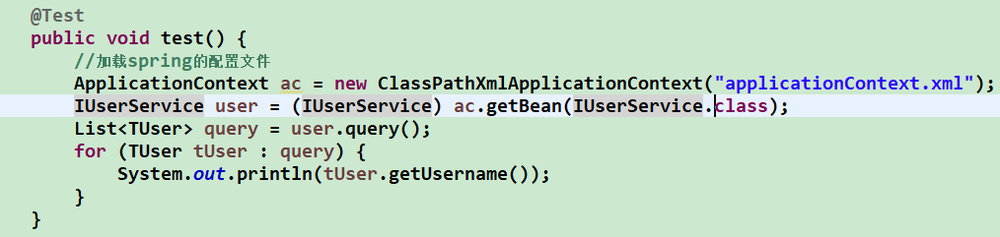 @Test
public void test() {
//加载spring的配置文件
ApplicationContext ac = new ClassPathXmlApplicationContext("applicationContext.xml");
IUserService user = (IUserService) ac.getBean(IUserService.class);
List<TUser> query = user.query();
for (TUser tUser : query) {
System.out.println(tUser.getUsername());
}
}